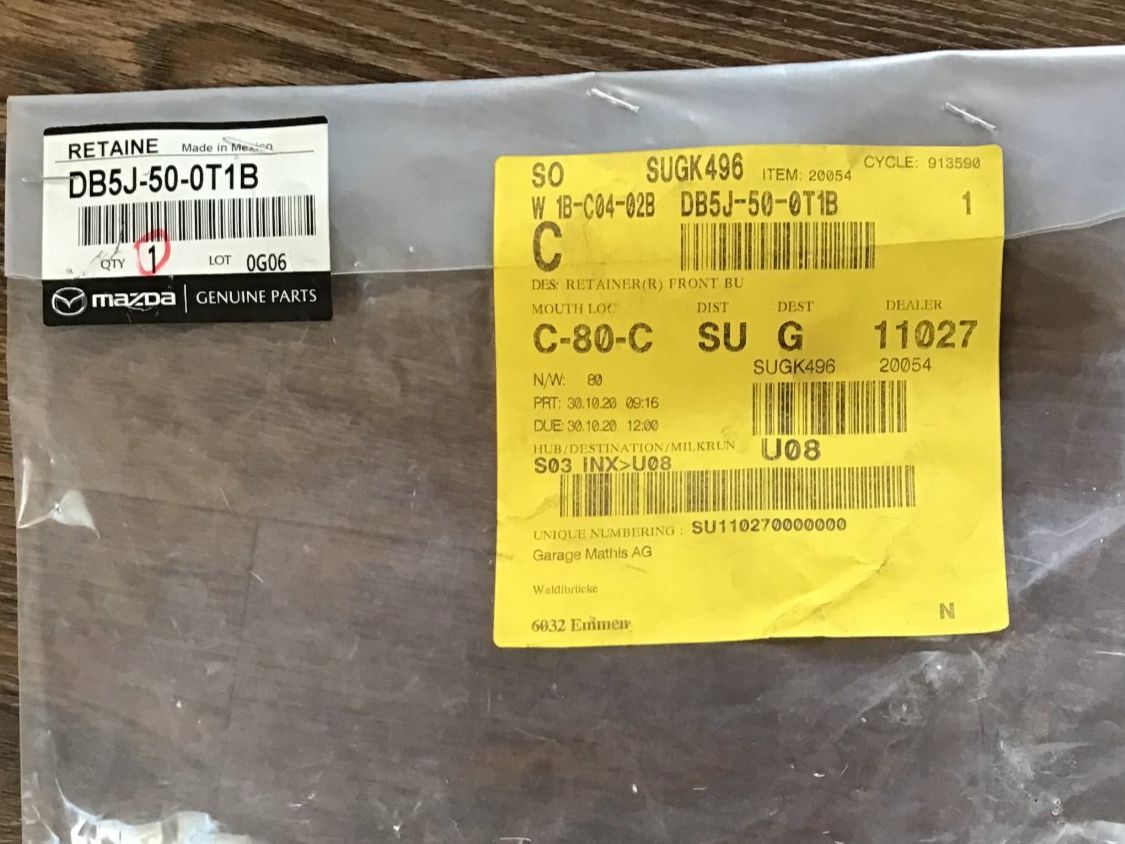 RETAINE Made in Mexico
DB5J-50-0T1B
QTY 1 LOT 0G06
mazda GENUINE PARTS
SO SUGK496 ITEM: 20054 CYCLE: 913590
W 1B-C04-02B DB5J-50-0T1B 1
C
DES: RETAINER(R) FRONT BU
MOUTH LOC DIST DEST DEALER
C-80-C SU G 11027
SUGK496 20054
N/W: 80
PRT: 30.10.20 09:16
DUE: 30.10.20 12:00
HUB/DESTINATION/MILKRUN U08
S03 INX>U08
UNIQUE NUMBERING : SU110270000000
Garage Mathis AG
Waldibrücke
6032 Emmen
N